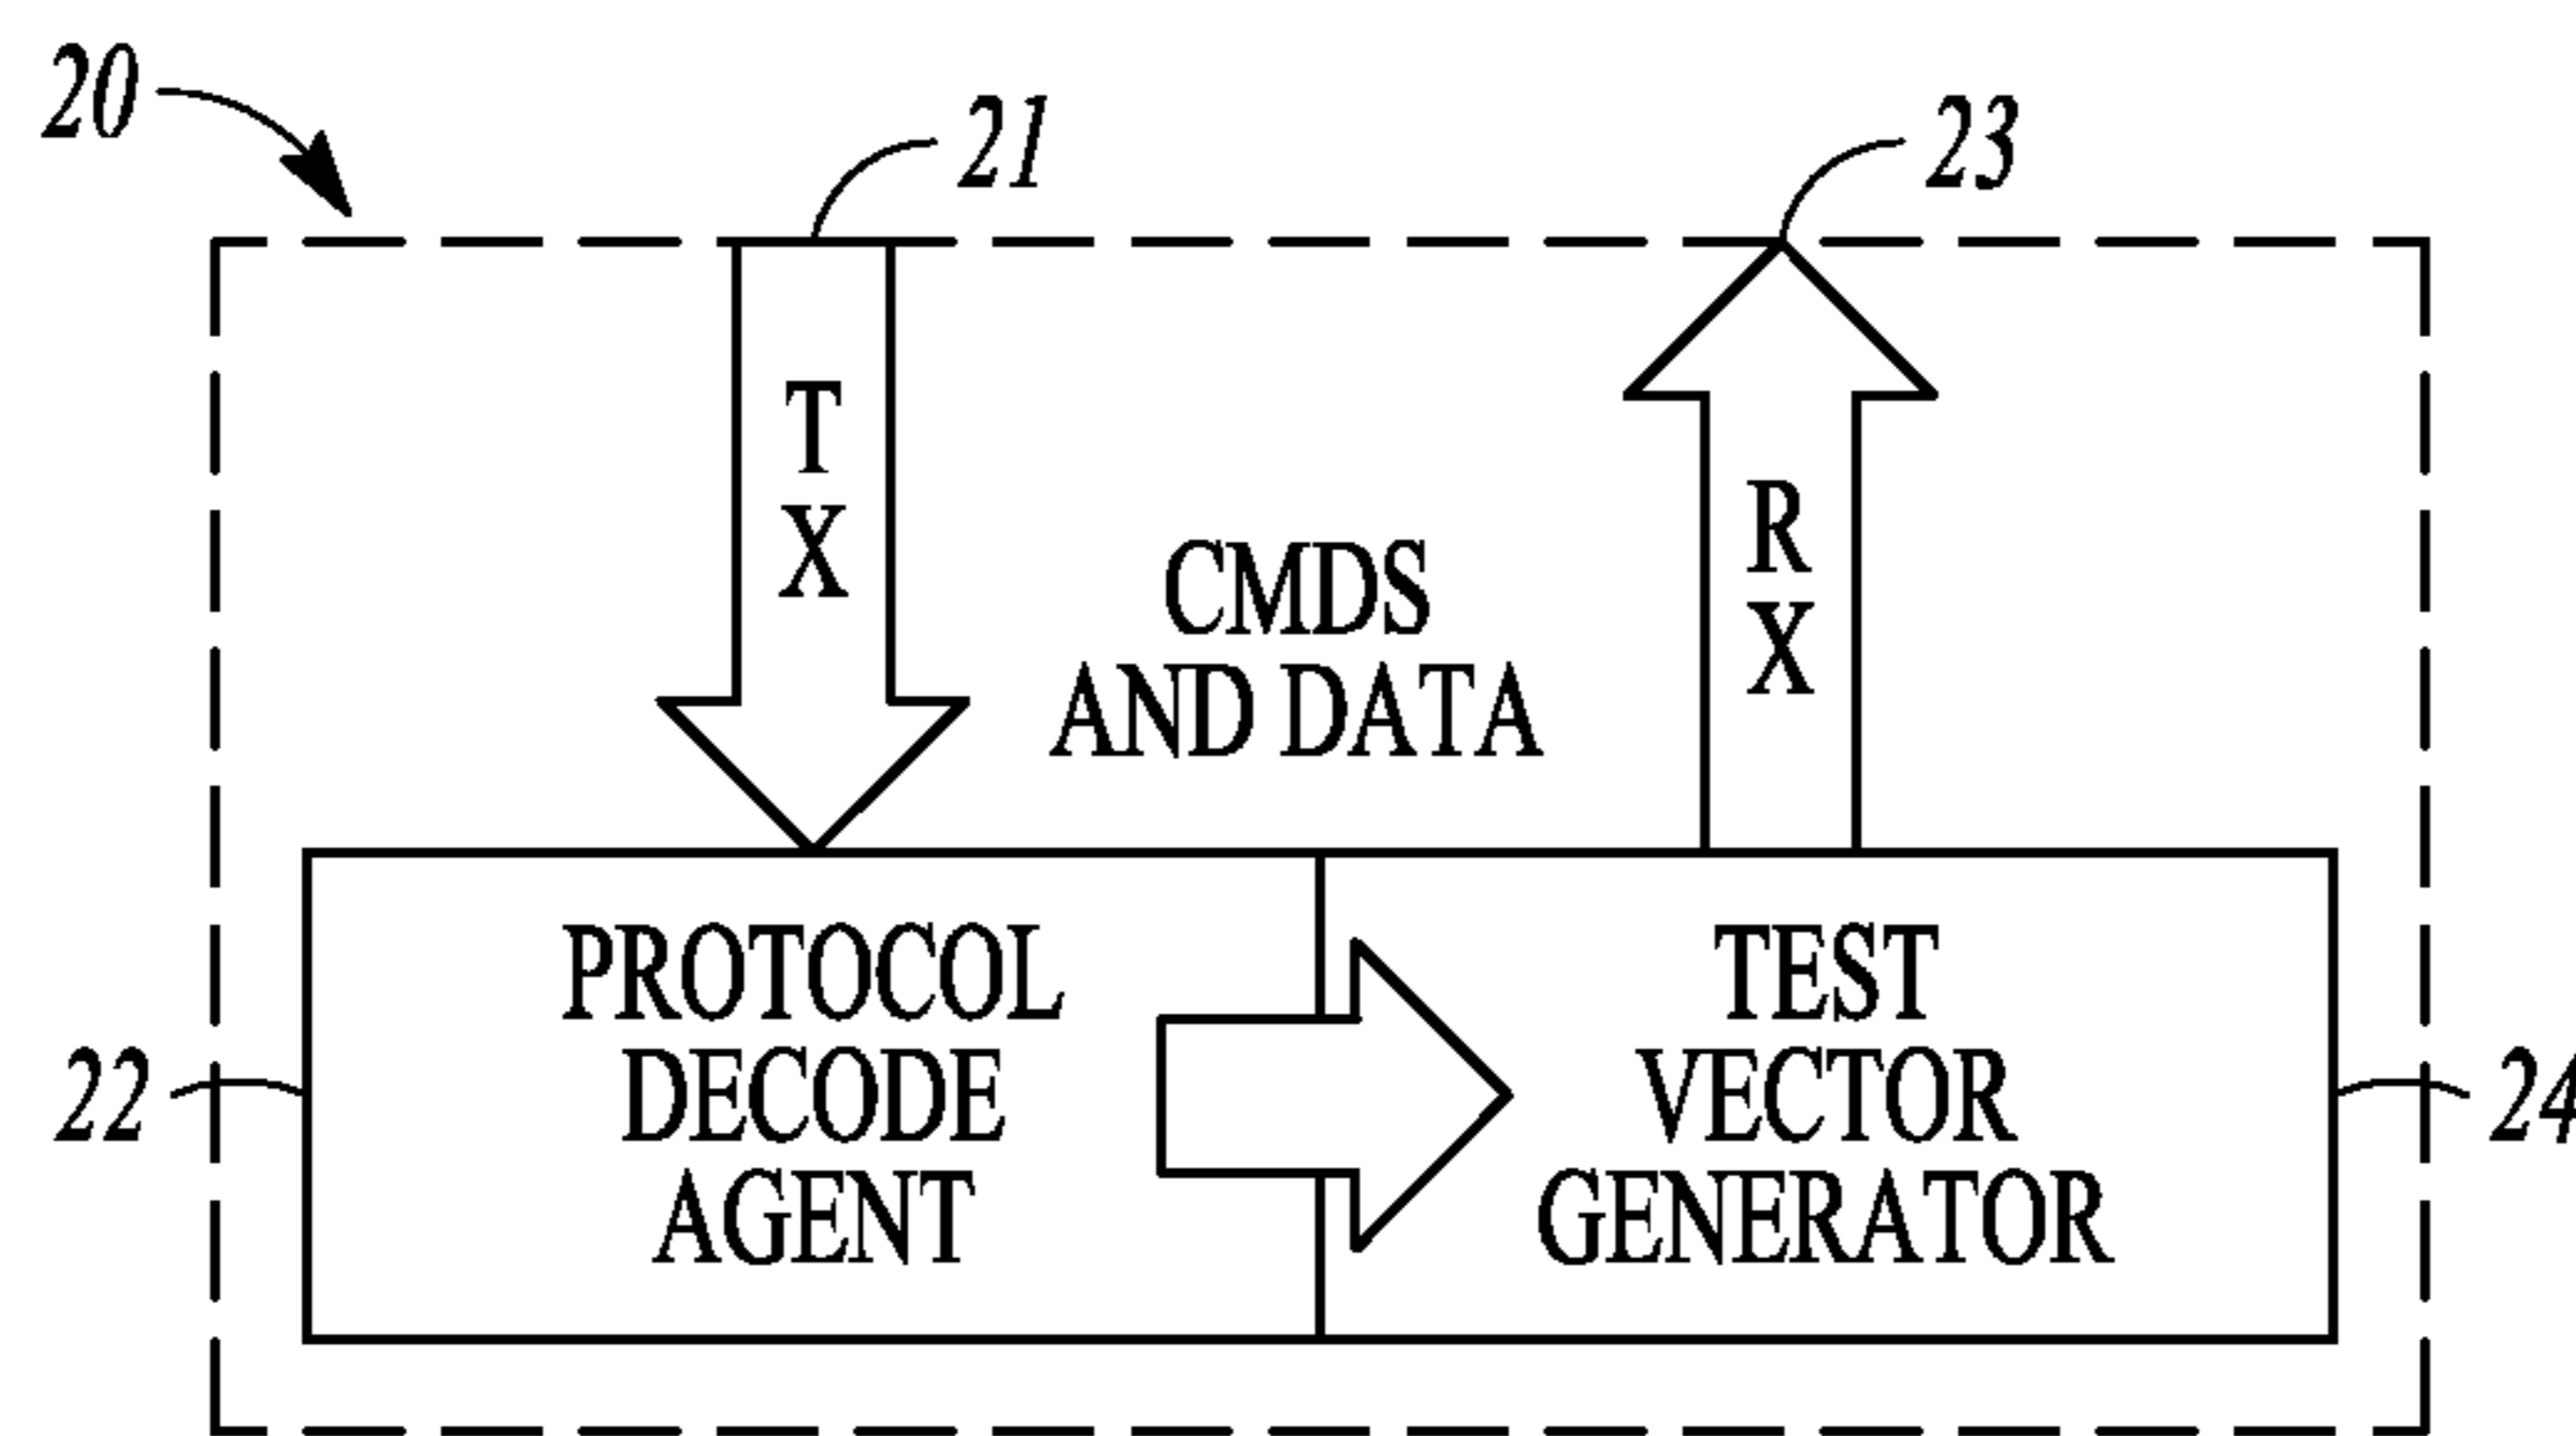 20
21
23
T
X
R
X
CMDS
AND DATA
PROTOCOL
DECODE
AGENT
TEST
VECTOR
GENERATOR
22
24